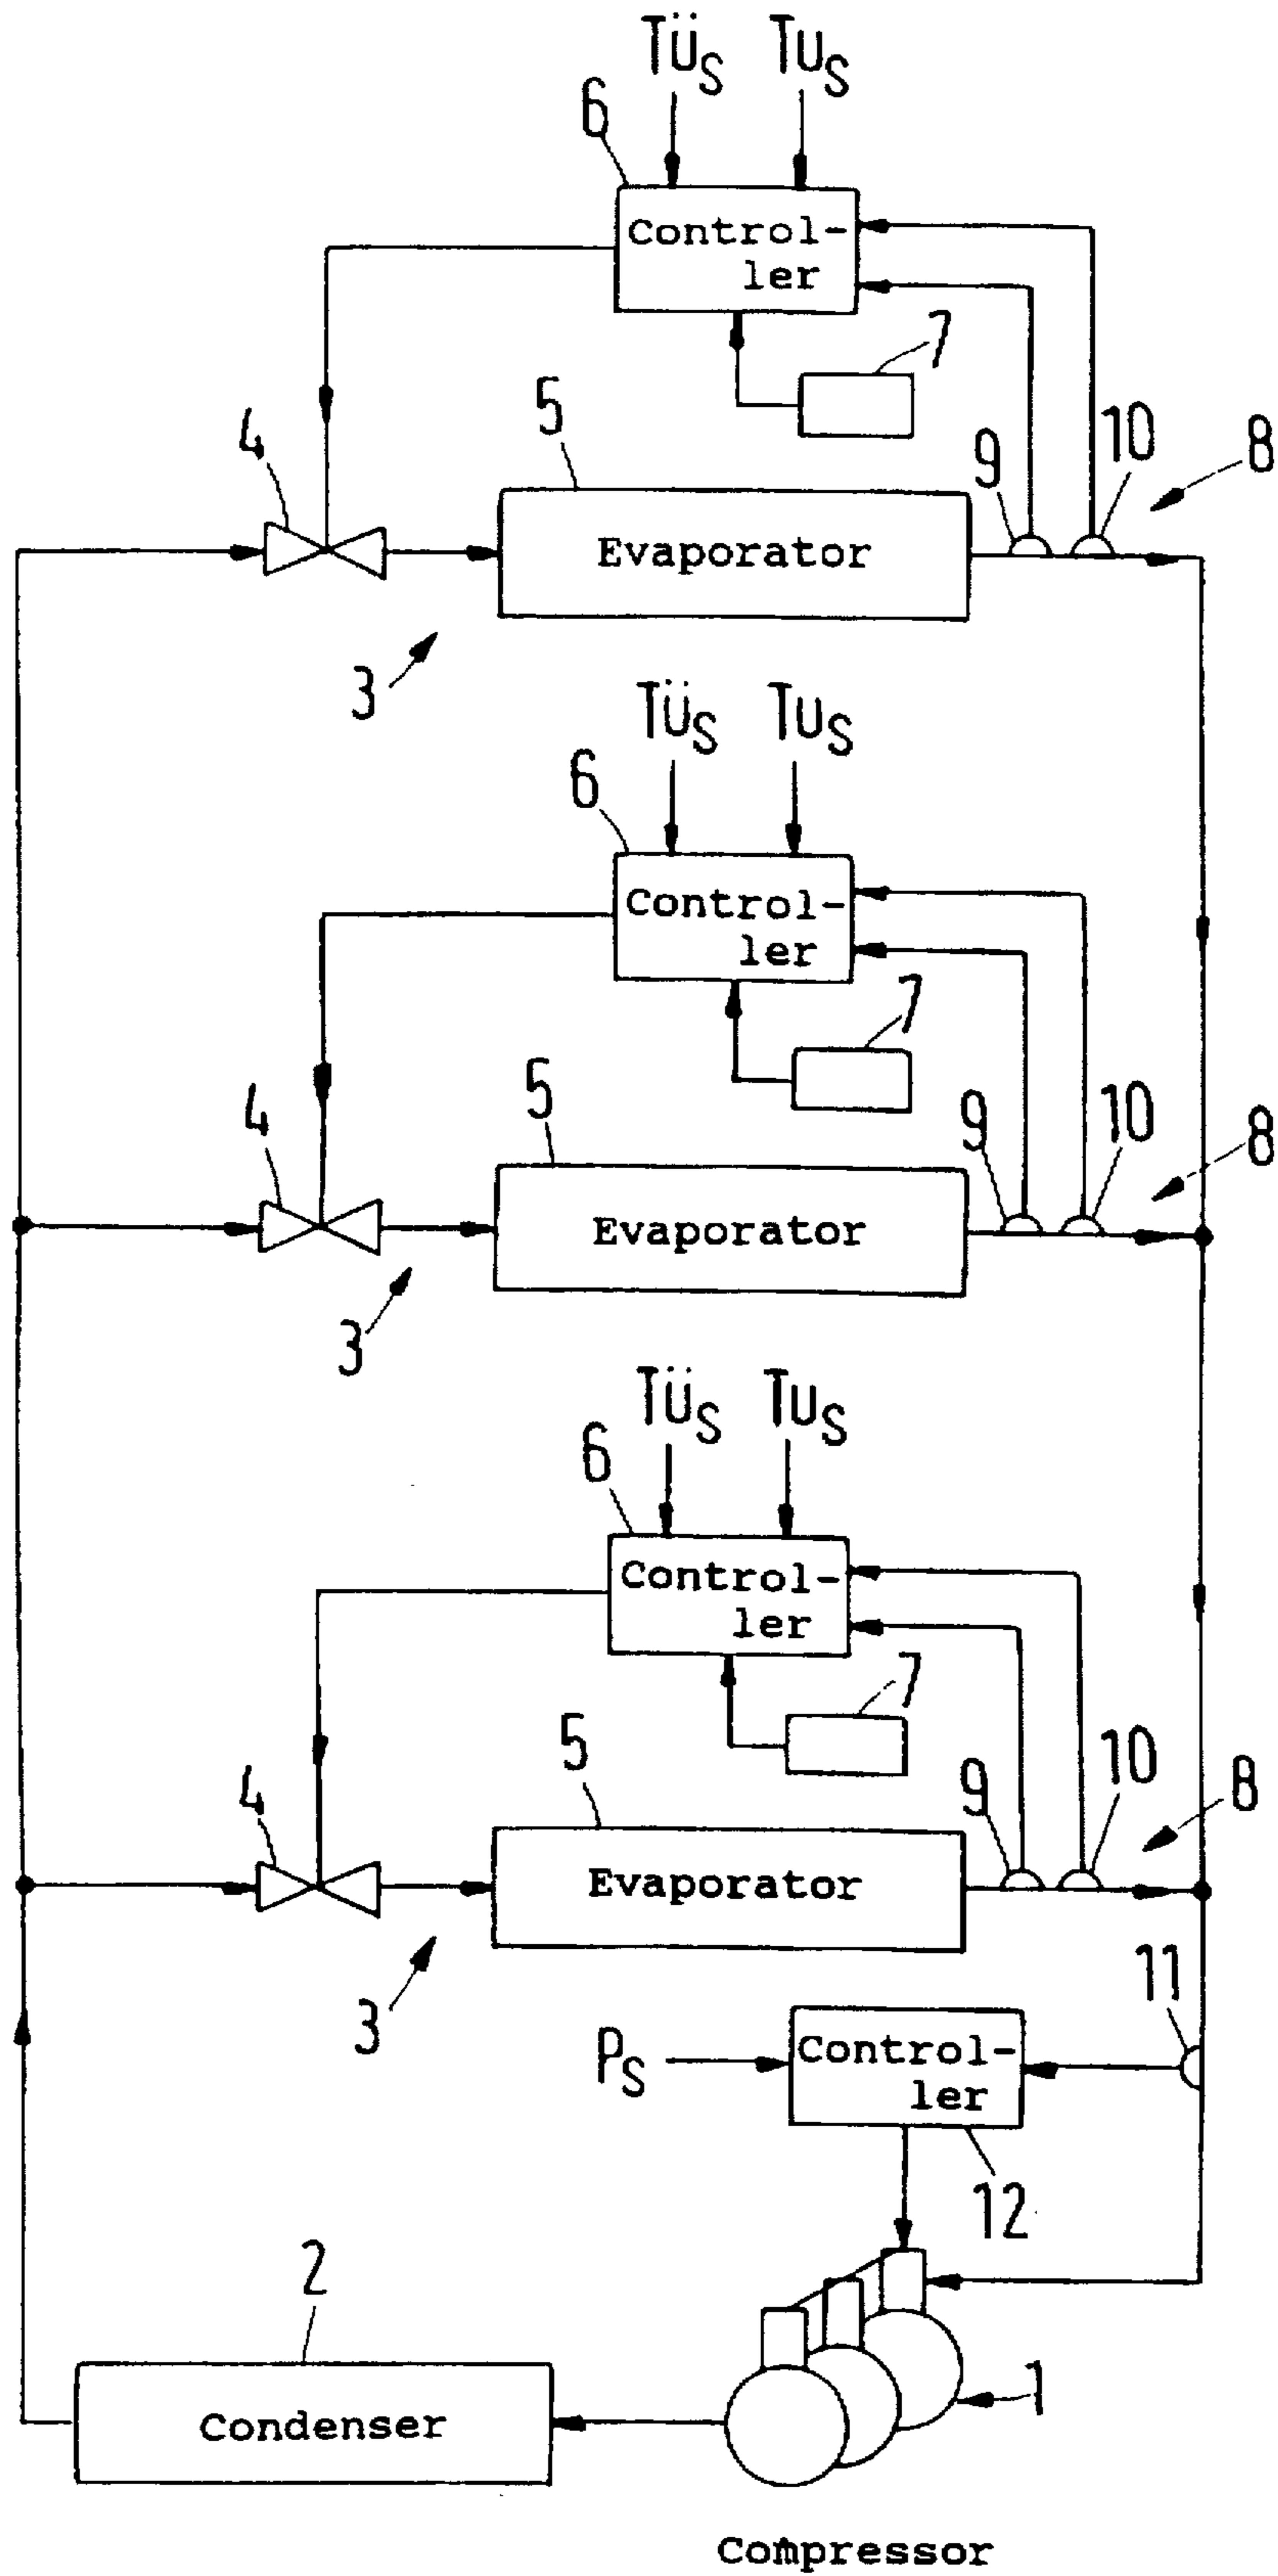 TüS TuS
6
Control-
ler
7
4
5
9
10
8
Evaporator
3
TüS TuS
6
Control-
ler
7
4
5
9
10
8
Evaporator
3
TüS TuS
6
Control-
ler
7
4
5
9
10
8
Evaporator
3
11
PS
Control-
ler
12
2
1
Condenser
Compressor